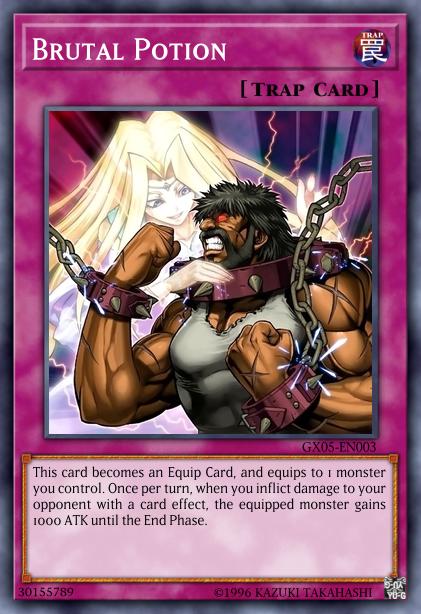 Brutal Potion
TRAP
罠
[Trap Card]
GX05-EN003
This card becomes an Equip Card, and equips to 1 monster
you control. Once per turn, when you inflict damage to your
opponent with a card effect, the equipped monster gains
1000 ATK until the End Phase.
30155789
©1996 KAZUKI TAKAHASHI